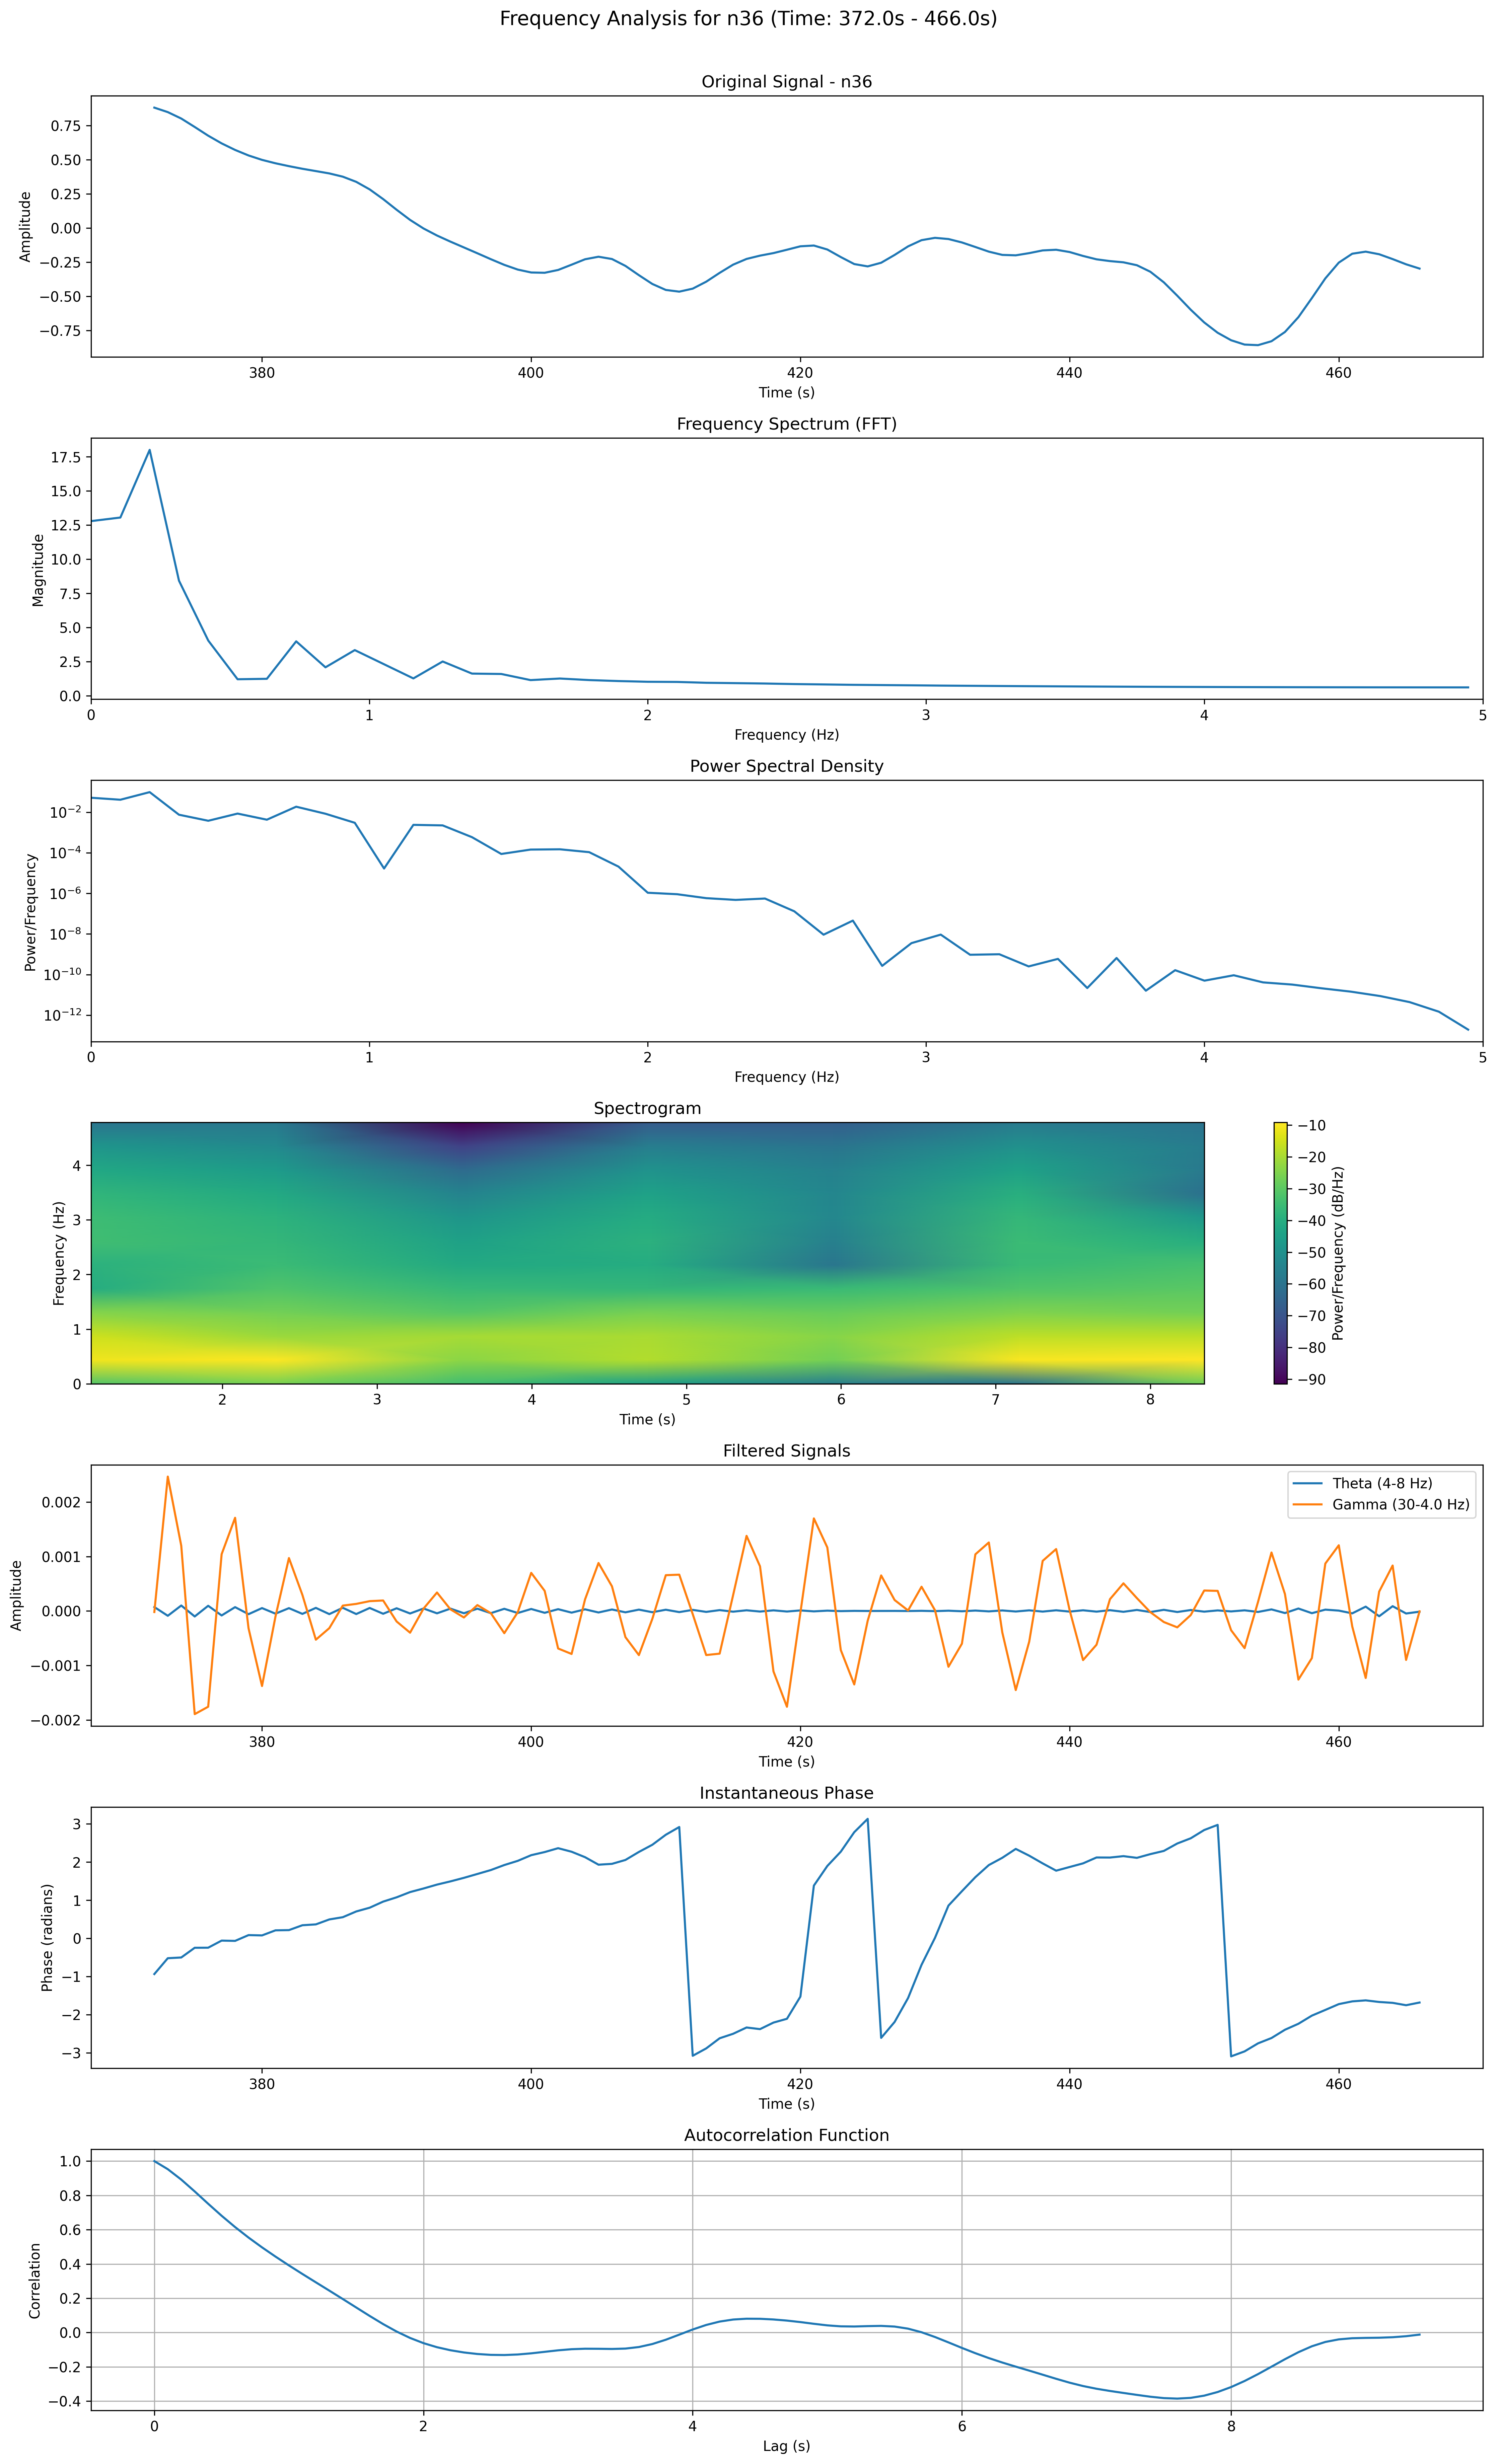 Frequency Analysis for n36 (Time: 372.0s - 466.0s)
Original Signal - n36
Amplitude
0.75
0.50
0.25
0.00
−0.25
−0.50
−0.75
380 400 420 440 460
Time (s)
Frequency Spectrum (FFT)
Magnitude
17.5
15.0
12.5
10.0
7.5
5.0
2.5
0.0
0 1 2 3 4 5
Frequency (Hz)
Power Spectral Density
Power/Frequency
10⁻²
10⁻⁴
10⁻⁶
10⁻⁸
10⁻¹⁰
10⁻¹²
0 1 2 3 4 5
Frequency (Hz)
Spectrogram
Frequency (Hz)
4
3
2
1
0
2 3 4 5 6 7 8
Time (s)
−10
−20
−30
−40
−50
−60
−70
−80
−90
Power/Frequency (dB/Hz)
Filtered Signals
Amplitude
0.002
0.001
0.000
−0.001
−0.002
Theta (4-8 Hz)
Gamma (30-4.0 Hz)
380 400 420 440 460
Time (s)
Instantaneous Phase
Phase (radians)
3
2
1
0
−1
−2
−3
380 400 420 440 460
Time (s)
Autocorrelation Function
Correlation
1.0
0.8
0.6
0.4
0.2
0.0
−0.2
−0.4
0 2 4 6 8
Lag (s)